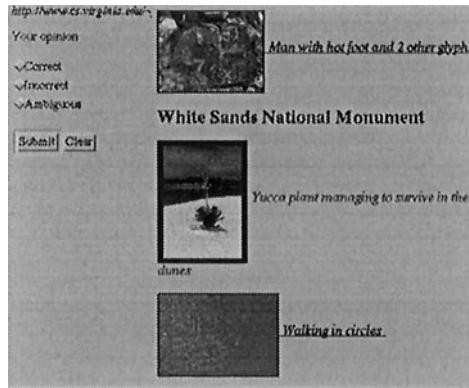 http://www.cs.virginia.edu/~
Your opinion
Correct
Incorrect
Ambiguous
Submit Clear
Man with hot foot and 2 other glyph
White Sands National Monument
Yucca plant managing to survive in the
dunes
Walking in circles